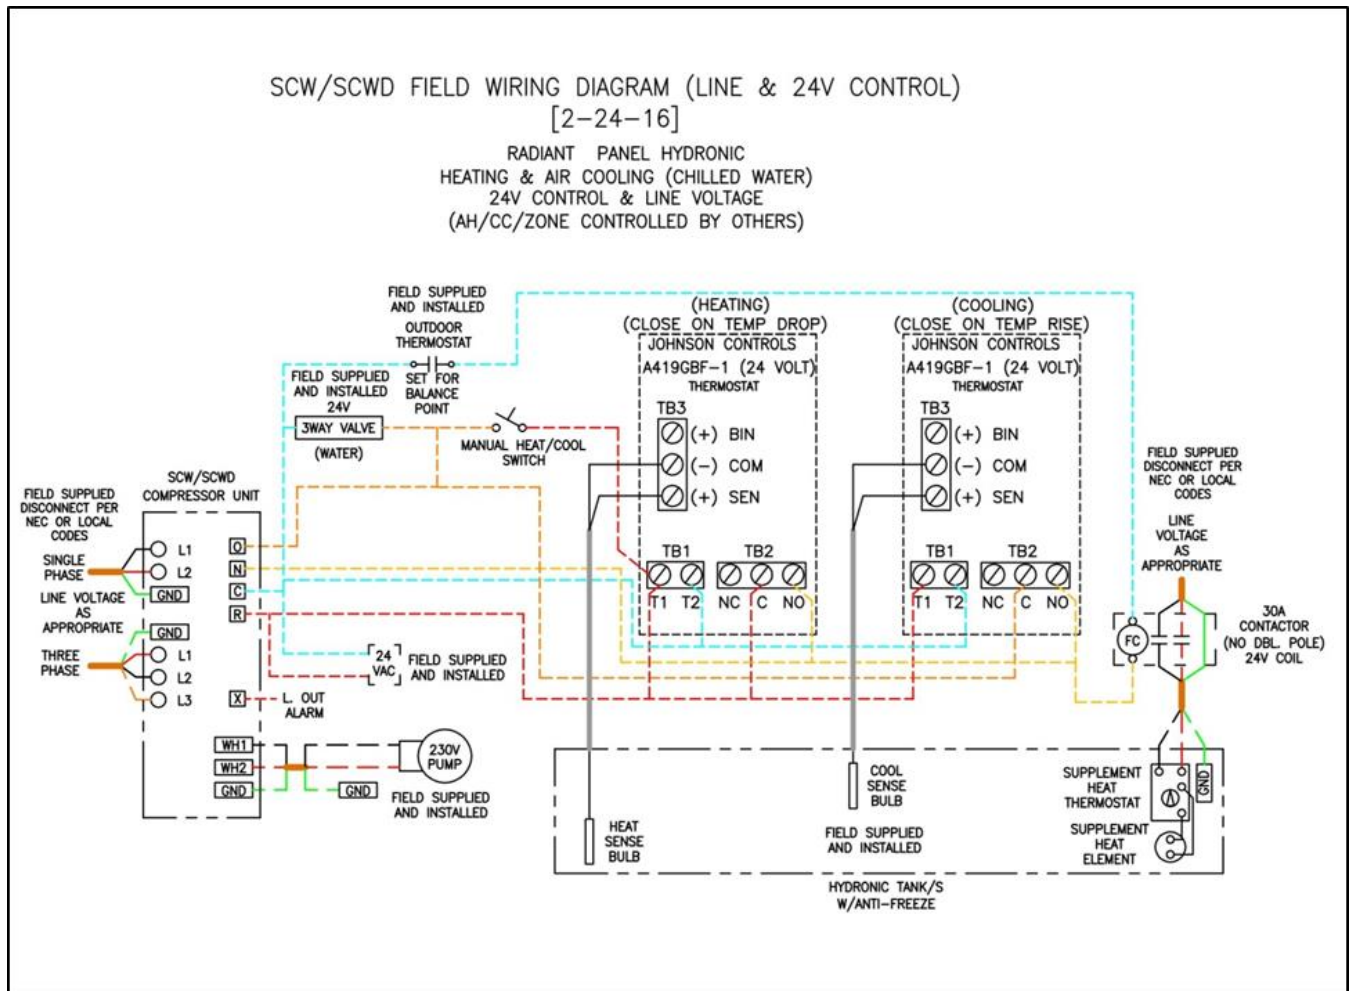 SCW/SCWD FIELD WIRING DIAGRAM (LINE & 24V CONTROL)
[2-24-16]
RADIANT PANEL HYDRONIC
HEATING & AIR COOLING (CHILLED WATER)
24V CONTROL & LINE VOLTAGE
(AH/CC/ZONE CONTROLLED BY OTHERS)
FIELD SUPPLIED
AND INSTALLED
OUTDOOR
THERMOSTAT
SET FOR
BALANCE
POINT
FIELD SUPPLIED
AND INSTALLED
24V
3WAY VALVE
(WATER)
MANUAL HEAT/COOL
SWITCH
(HEATING)
(CLOSE ON TEMP DROP)
JOHNSON CONTROLS
A419GBF-1 (24 VOLT)
THERMOSTAT
TB3
(+) BIN
(-) COM
(+) SEN
TB1
TB2
T1
T2
NC
C
NO
(COOLING)
(CLOSE ON TEMP RISE)
JOHNSON CONTROLS
A419GBF-1 (24 VOLT)
THERMOSTAT
TB3
(+) BIN
(-) COM
(+) SEN
TB1
TB2
T1
T2
NC
C
NO
FIELD SUPPLIED
DISCONNECT PER
NEC OR LOCAL
CODES
LINE
VOLTAGE
AS
APPROPRIATE
FC
30A
CONTACTOR
(NO DBL. POLE)
24V COIL
SCW/SCWD
COMPRESSOR UNIT
FIELD SUPPLIED
DISCONNECT PER
NEC OR LOCAL
CODES
SINGLE
PHASE
L1
L2
GND
LINE VOLTAGE
AS
APPROPRIATE
THREE
PHASE
GND
L1
L2
L3
O
N
C
R
X
L. OUT
ALARM
24
VAC
FIELD SUPPLIED
AND INSTALLED
WH1
WH2
GND
GND
230V
PUMP
FIELD SUPPLIED
AND INSTALLED
HEAT
SENSE
BULB
COOL
SENSE
BULB
FIELD SUPPLIED
AND INSTALLED
SUPPLEMENT
HEAT
THERMOSTAT
GND
SUPPLEMENT
HEAT
ELEMENT
HYDRONIC TANK/S
W/ANTI-FREEZE